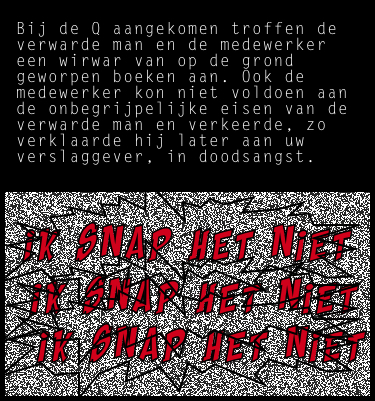 Bij de Q aangekomen troffen de
verwarde man en de medewerker
een wirwar van op de grond
geworpen boeken aan. Ook de
medewerker kon niet voldoen aan
de onbegrijpelijke eisen van de
verwarde man en verkeerde, zo
verklaarde hij later aan uw
verslaggever, in doodsangst.
iK SNAP HET NiET
iK SNAP HET NiET
iK SNAP HET NiET